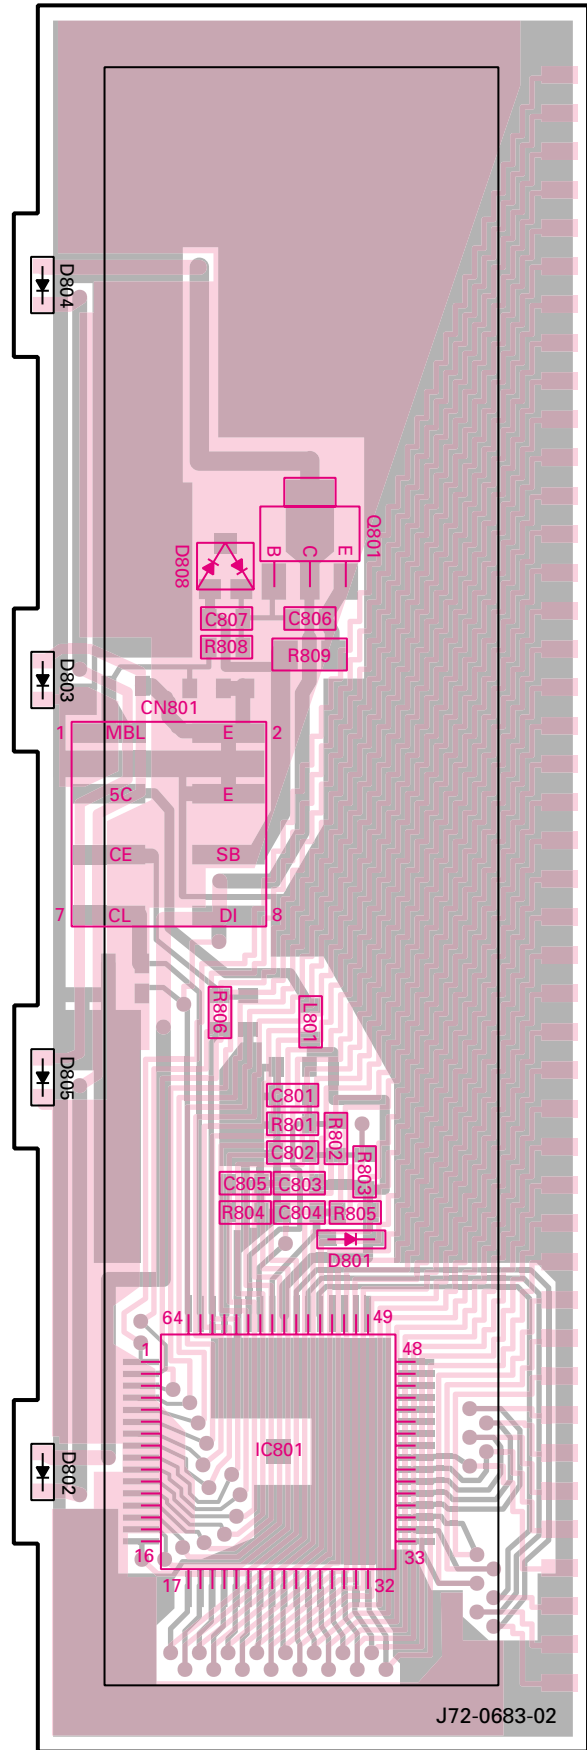 D804
Q801
B C E
D808
C807 C806
R808
R809
D803
CN801
1 MBL E 2
5C E
CE SB
7 CL DI 8
R806
L801
D805
C801
R801
R802
C802
R803
C805 C803
R804 C804 R805
D801
64 49
1 48
IC801
D802
16 33
17 32
J72-0683-02